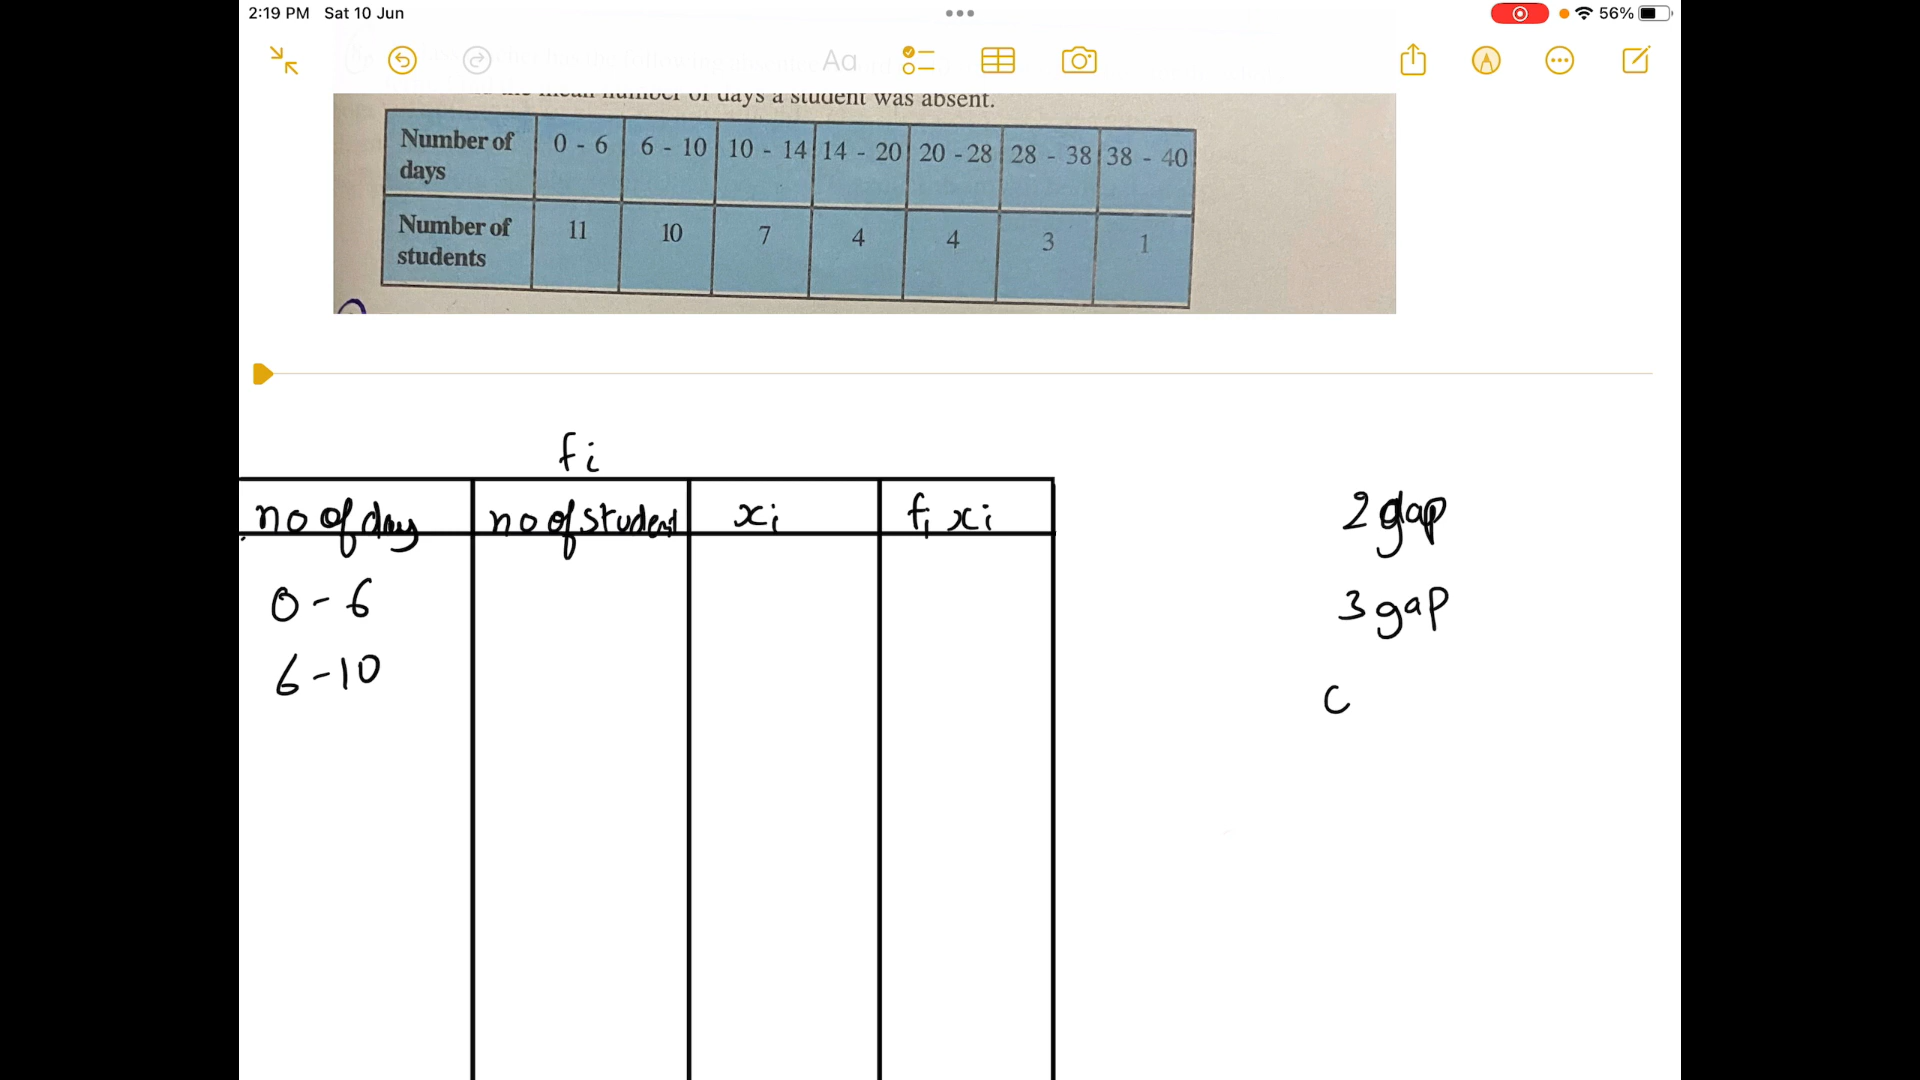 2:19 PM Sat 10 Jun
56%
Aa
mean number of days a student was absent.
Number of days 0 - 6 6 - 10 10 - 14 14 - 20 20 - 28 28 - 38 38 - 40
Number of students 11 10 7 4 4 3 1
fi
no of day no of student xi fi xi
2 gap
0 - 6
3 gap
6 - 10
C